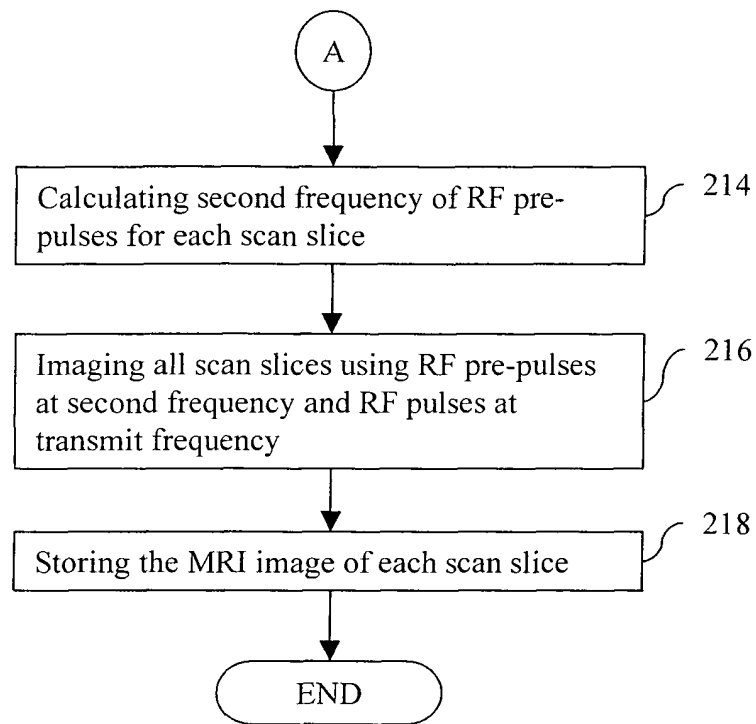 A
Calculating second frequency of RF pre-
pulses for each scan slice
214
Imaging all scan slices using RF pre-pulses
at second frequency and RF pulses at
transmit frequency
216
Storing the MRI image of each scan slice
218
END